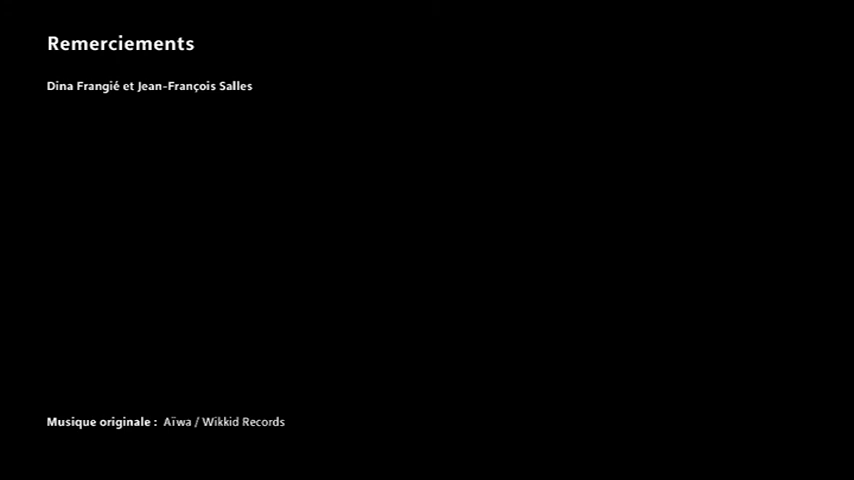 Remerciements
Dina Frangié et Jean-François Salles
Musique originale : Aïwa / Wikkid Records